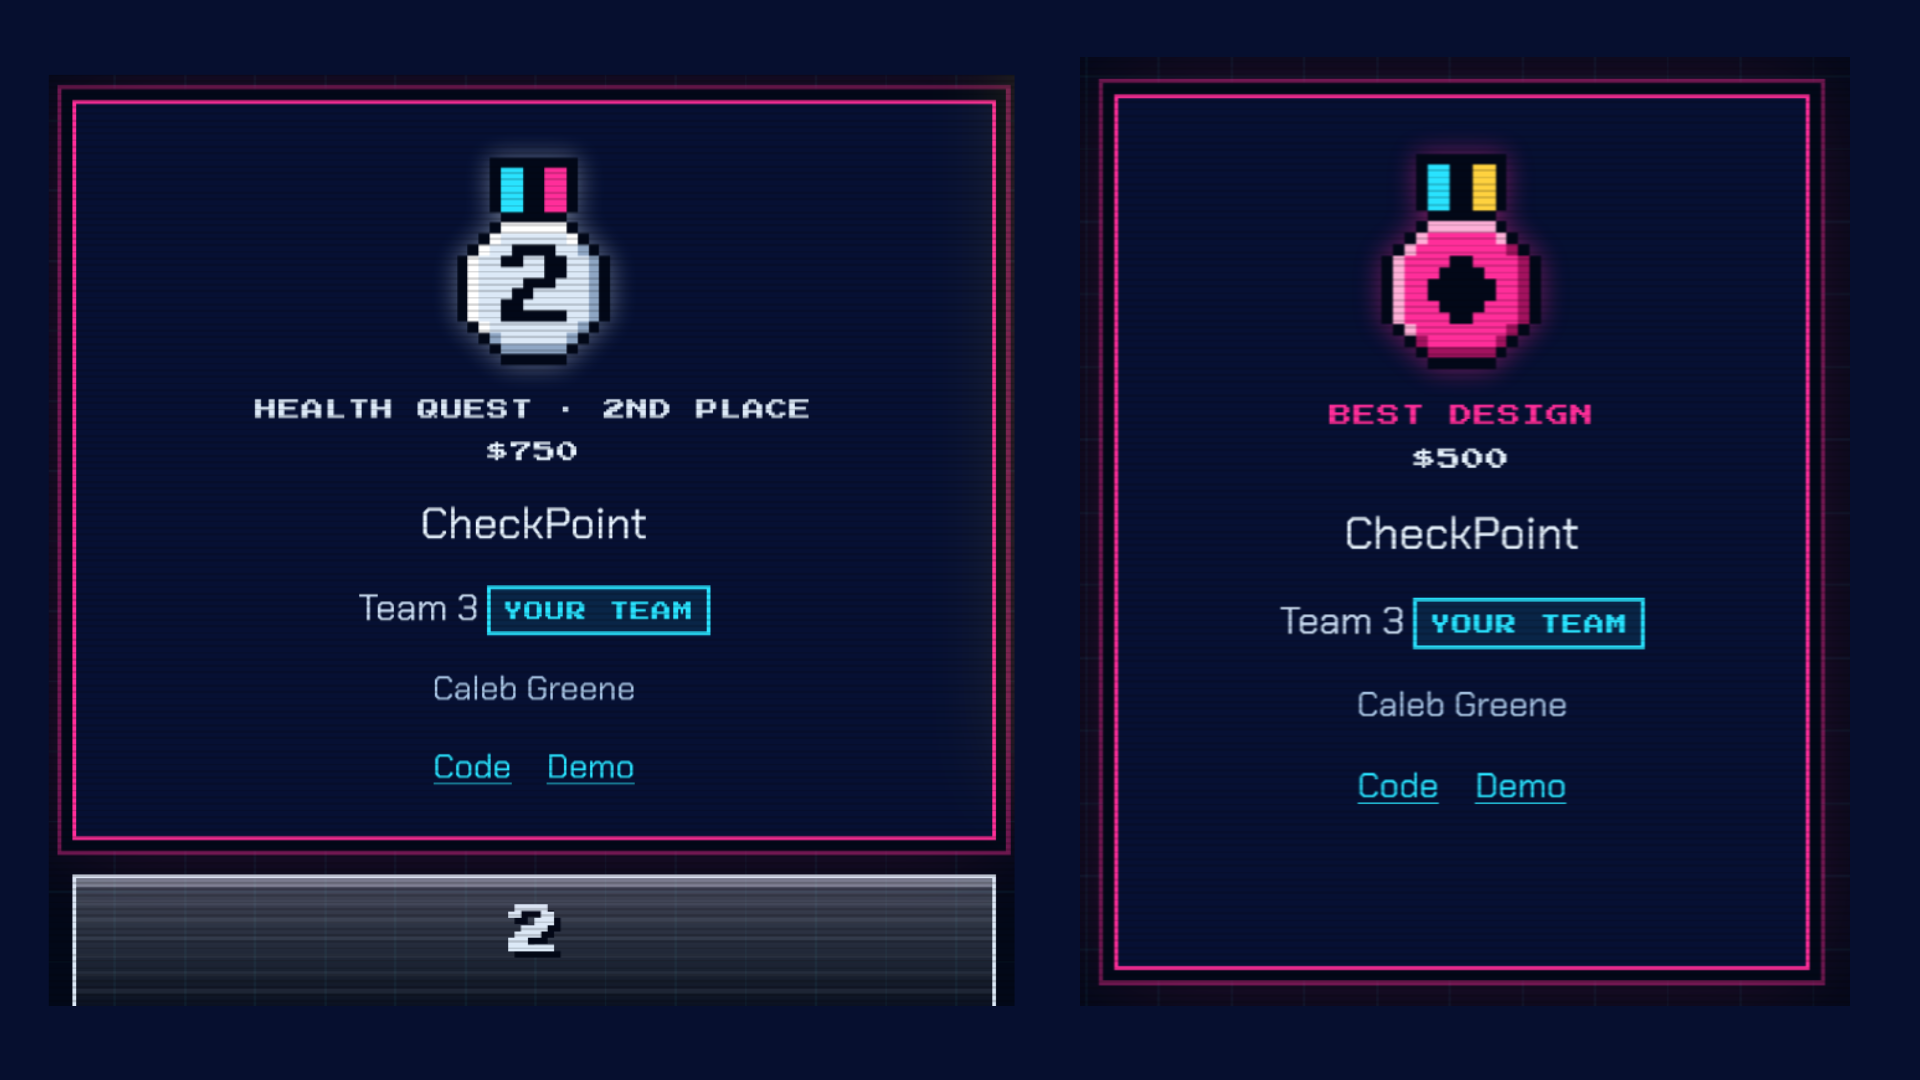 2
HEALTH QUEST · 2ND PLACE
$750
CheckPoint
Team 3 YOUR TEAM
Caleb Greene
Code Demo
2
BEST DESIGN
$500
CheckPoint
Team 3 YOUR TEAM
Caleb Greene
Code Demo